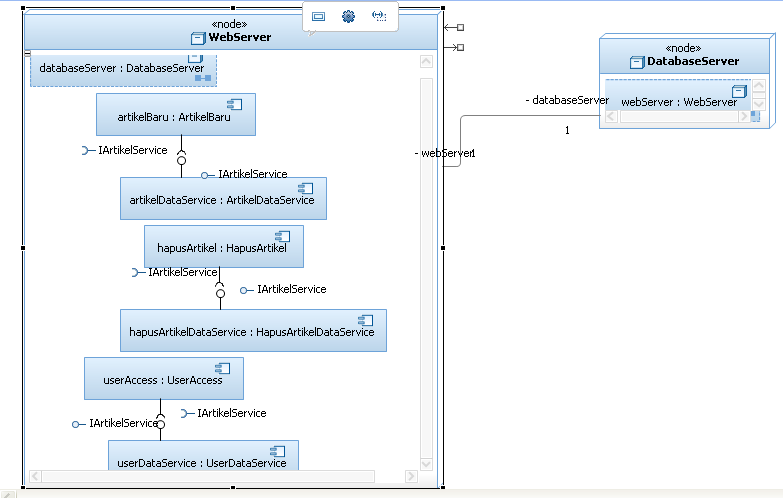 «node»
WebServer
databaseServer : DatabaseServer
artikelBaru : ArtikelBaru
IArtikelService
IArtikelService
artikelDataService : ArtikelDataService
hapusArtikel : HapusArtikel
IArtikelService
IArtikelService
hapusArtikelDataService : HapusArtikelDataService
userAccess : UserAccess
IArtikelService
IArtikelService
userDataService : UserDataService
- webServer
1
«node»
DatabaseServer
webServer : WebServer
- databaseServer
1